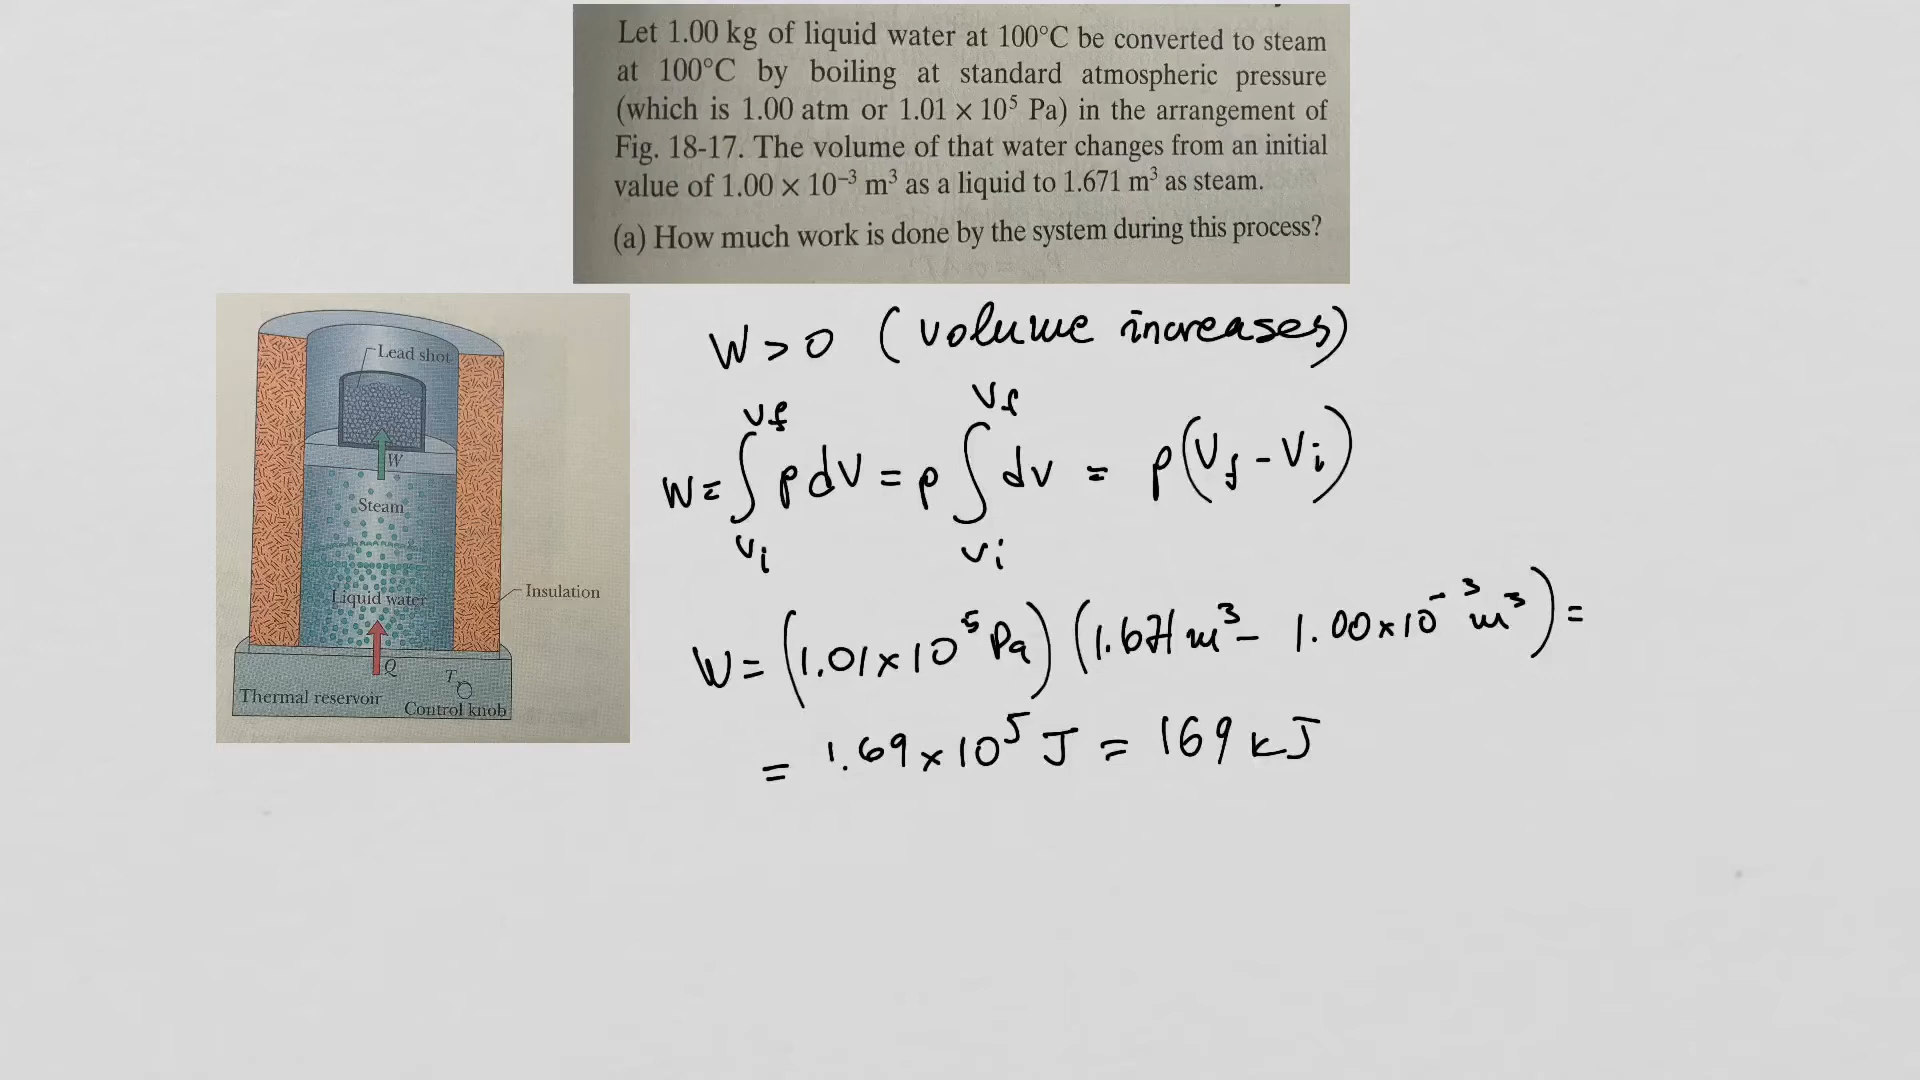 Let 1.00 kg of liquid water at 100°C be converted to steam
at 100°C by boiling at standard atmospheric pressure
(which is 1.00 atm or 1.01 × 10⁵ Pa) in the arrangement of
Fig. 18-17. The volume of that water changes from an initial
value of 1.00 × 10⁻³ m³ as a liquid to 1.671 m³ as steam.
(a) How much work is done by the system during this process?
Lead shot
W
Steam
Liquid water
Insulation
Q
T
Thermal reservoir
Control knob
W > 0 (volume increases)
W = ∫ᵥᵢⱽᶠ p dV = p ∫ᵥᵢⱽᶠ dV = p(Vf - Vi)
W = (1.01 × 10⁵ Pa) (1.671 m³ - 1.00 × 10⁻³ m³) =
= 1.69 × 10⁵ J = 169 kJ